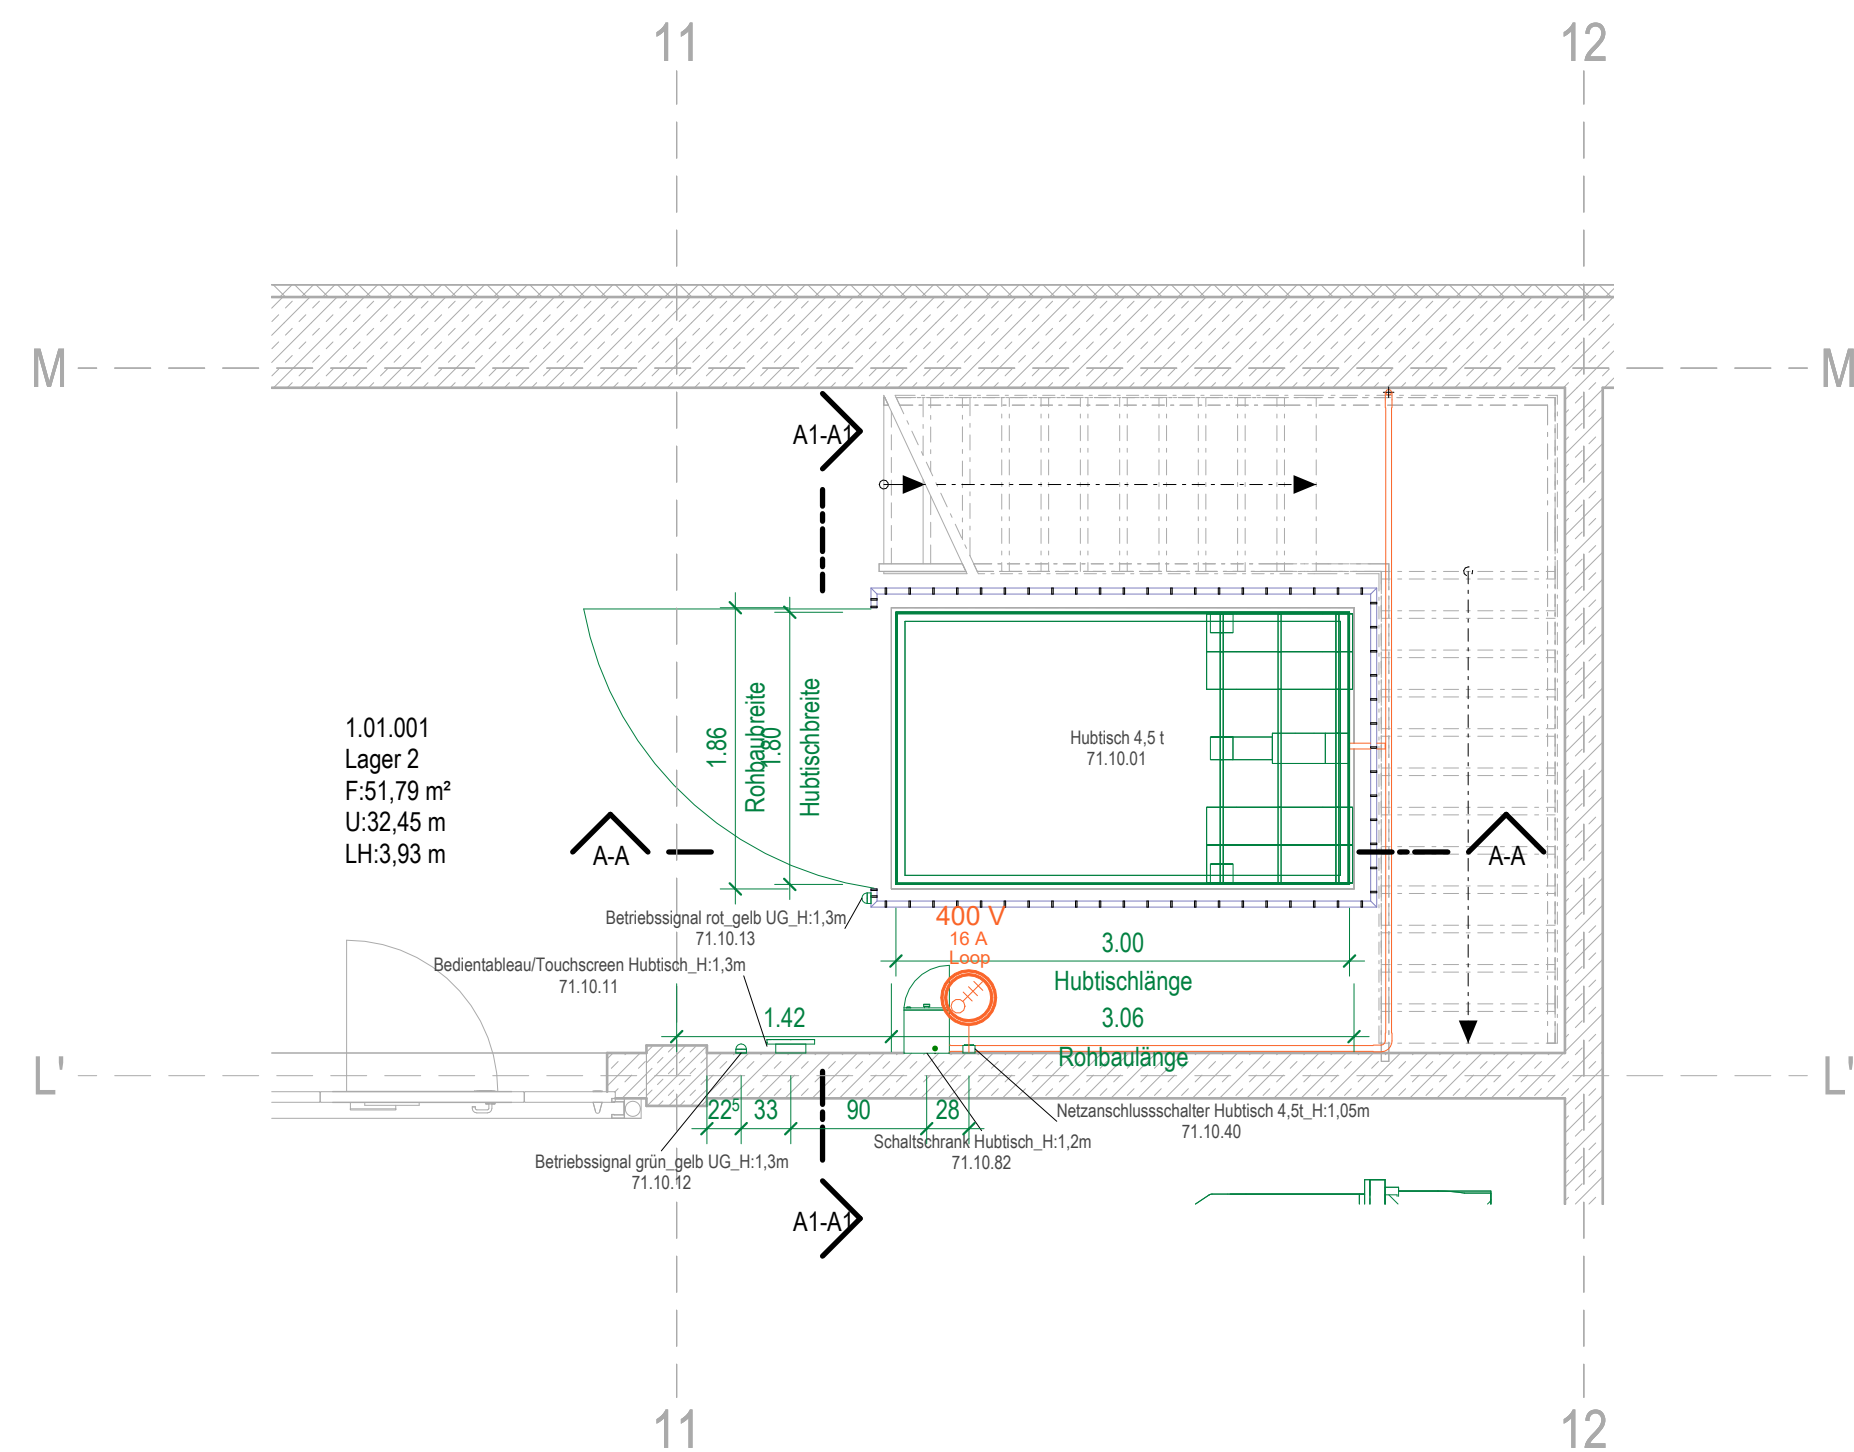 11
12
M
M
A1-A1
1.86
Rohbaubreite
1.80
Hubtischbreite
Hubtisch 4,5 t
71.10.01
1.01.001
Lager 2
F:51,79 m²
U:32,45 m
LH:3,93 m
A-A
A-A
Betriebssignal rot_gelb UG_H:1,3m
71.10.13
400 V
16 A
Loop
3.00
Hubtischlänge
Bedientableau/Touchscreen Hubtisch_H:1,3m
71.10.11
1.42
3.06
Rohbaulänge
L'
L'
22⁵
33
90
28
Netzanschlussschalter Hubtisch 4,5t_H:1,05m
71.10.40
Schaltschrank Hubtisch_H:1,2m
71.10.82
Betriebssignal grün_gelb UG_H:1,3m
71.10.12
A1-A1
11
12